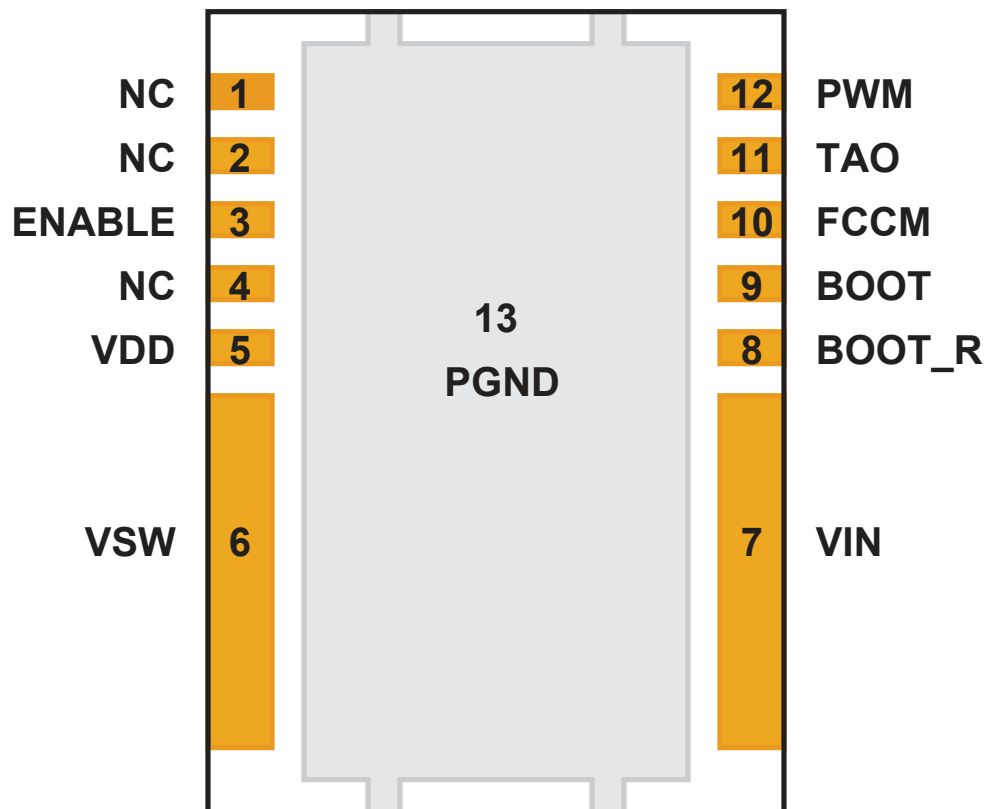 NC 1 12 PWM
NC 2 11 TAO
ENABLE 3 10 FCCM
NC 4 9 BOOT
13
VDD 5 8 BOOT_R
PGND
VSW 6 7 VIN